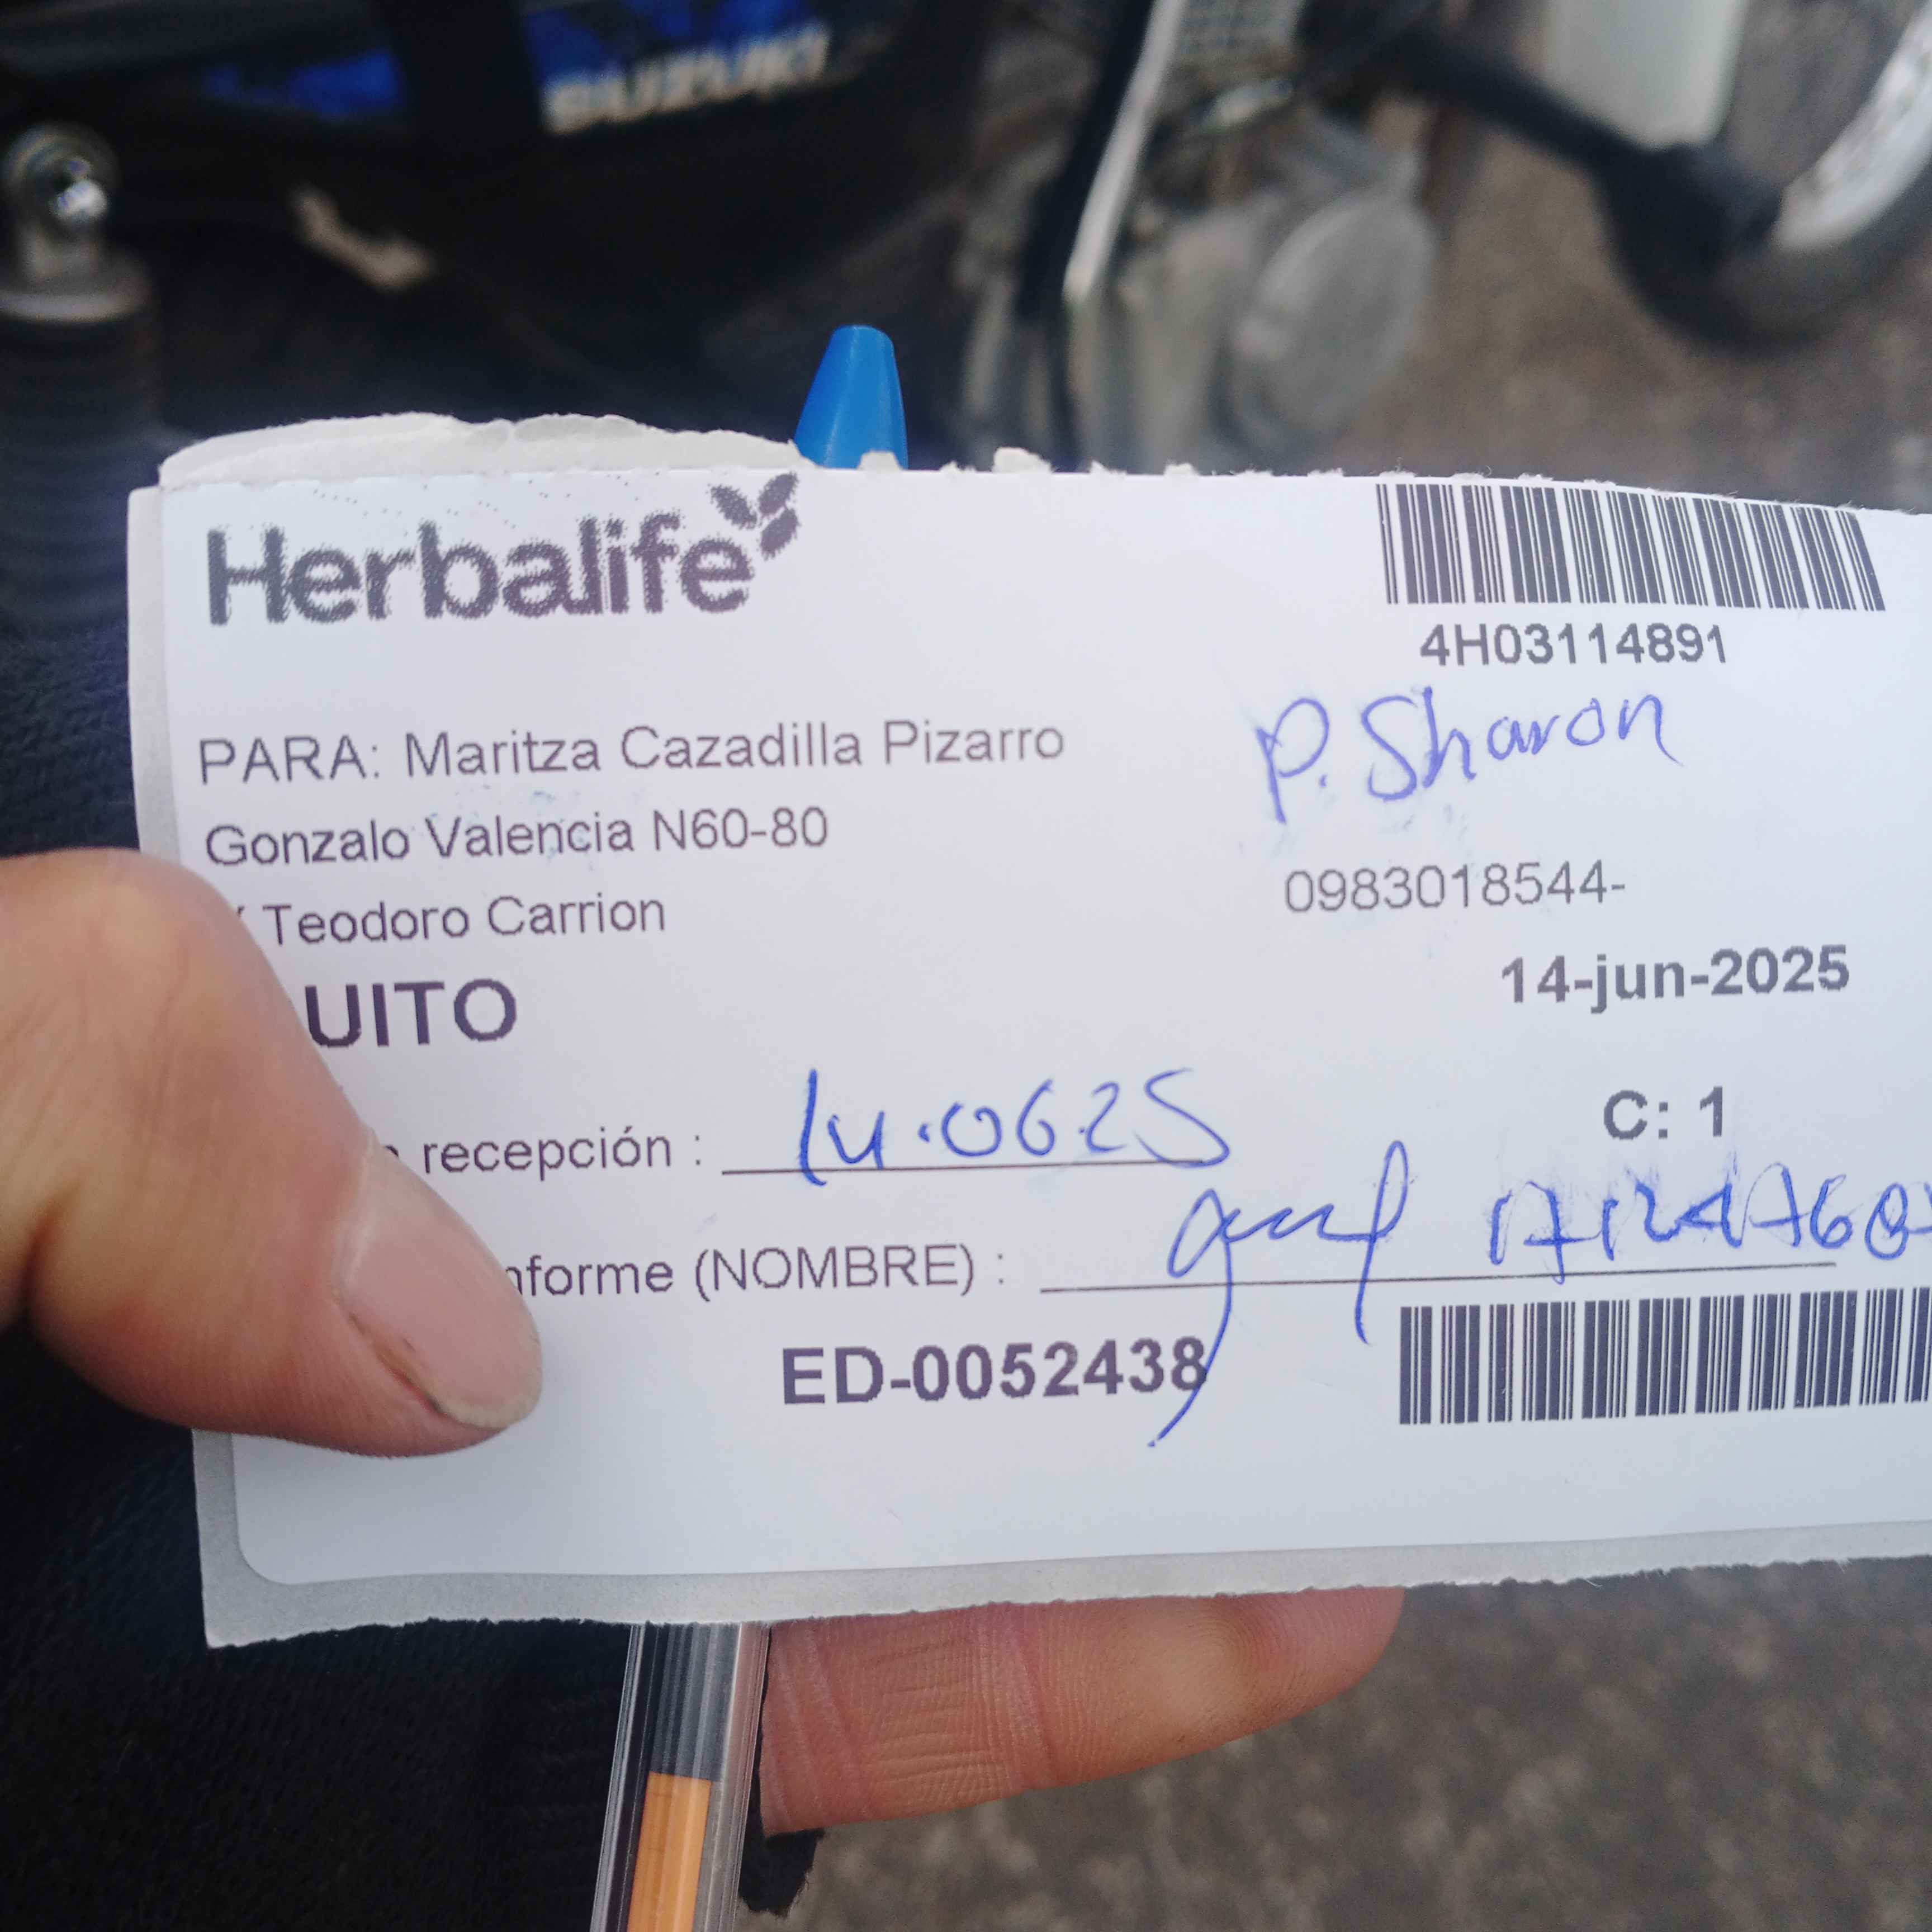 SUZUKI
Herbalife
4H03114891
PARA: Maritza Cazadilla Pizarro
P. Sharon
Gonzalo Valencia N60-80
0983018544-
Teodoro Carrion
14-jun-2025
UITO
C: 1
recepción : 14.06.25
nforme (NOMBRE) :
ED-0052438